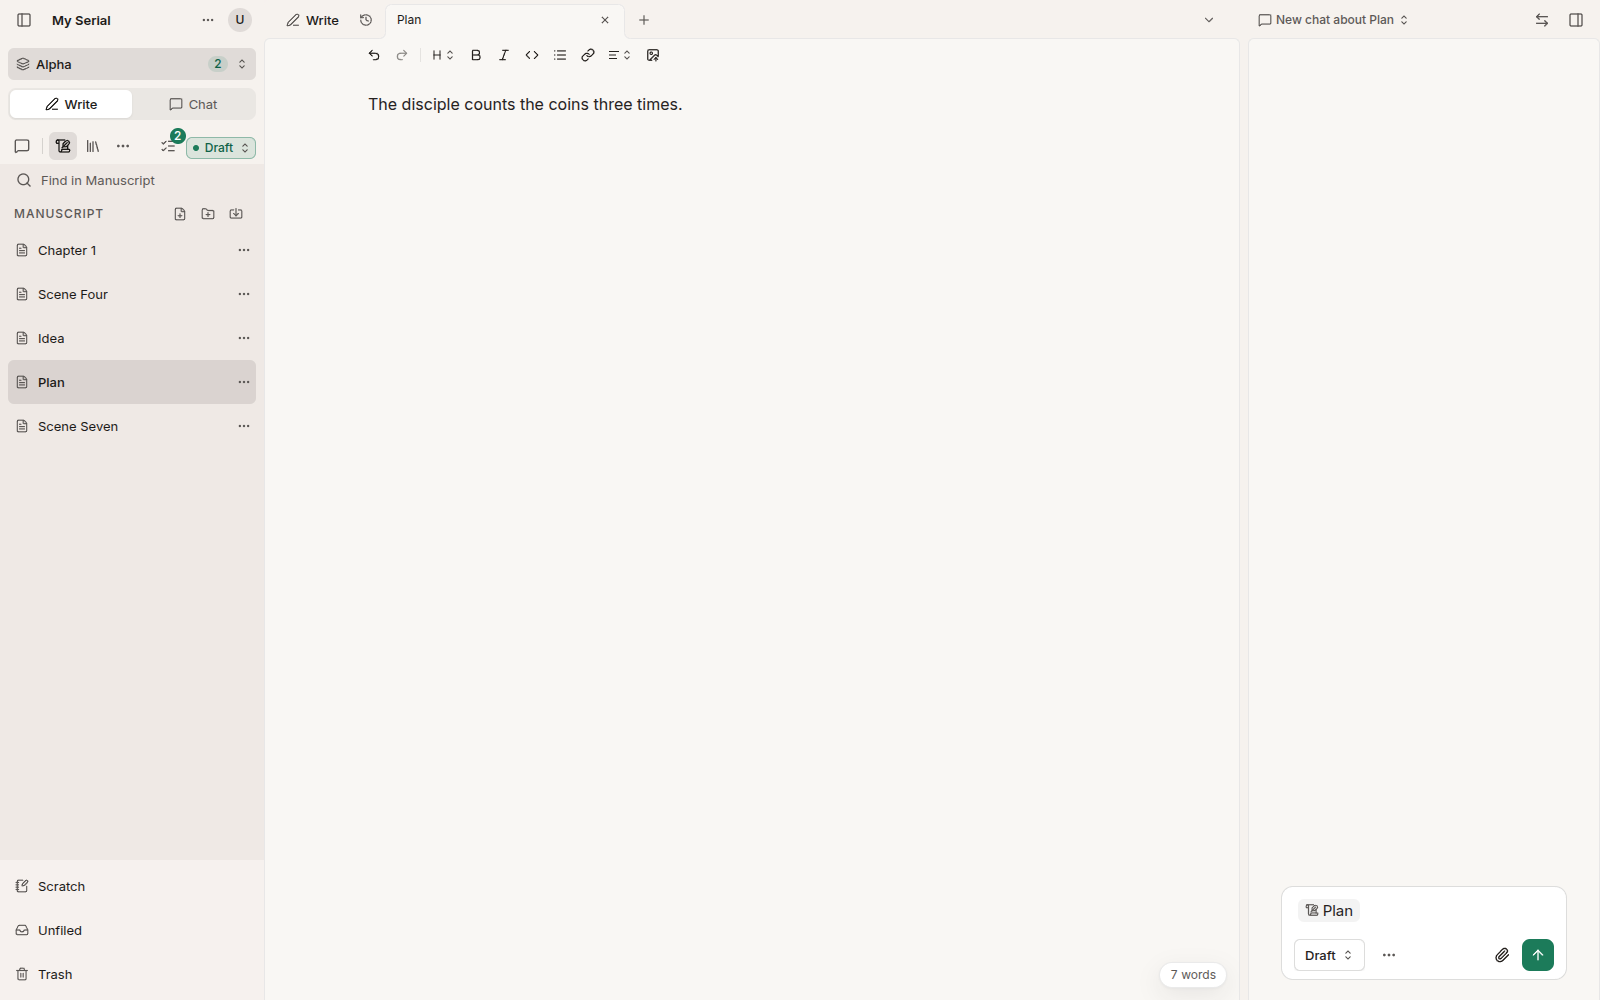 My Serial
U
Write
Plan
New chat about Plan
Alpha
2
Write
Chat
2
Draft
Find in Manuscript
MANUSCRIPT
Chapter 1
Scene Four
Idea
Plan
Scene Seven
Scratch
Unfiled
Trash
H
B
I
The disciple counts the coins three times.
7 words
Plan
Draft